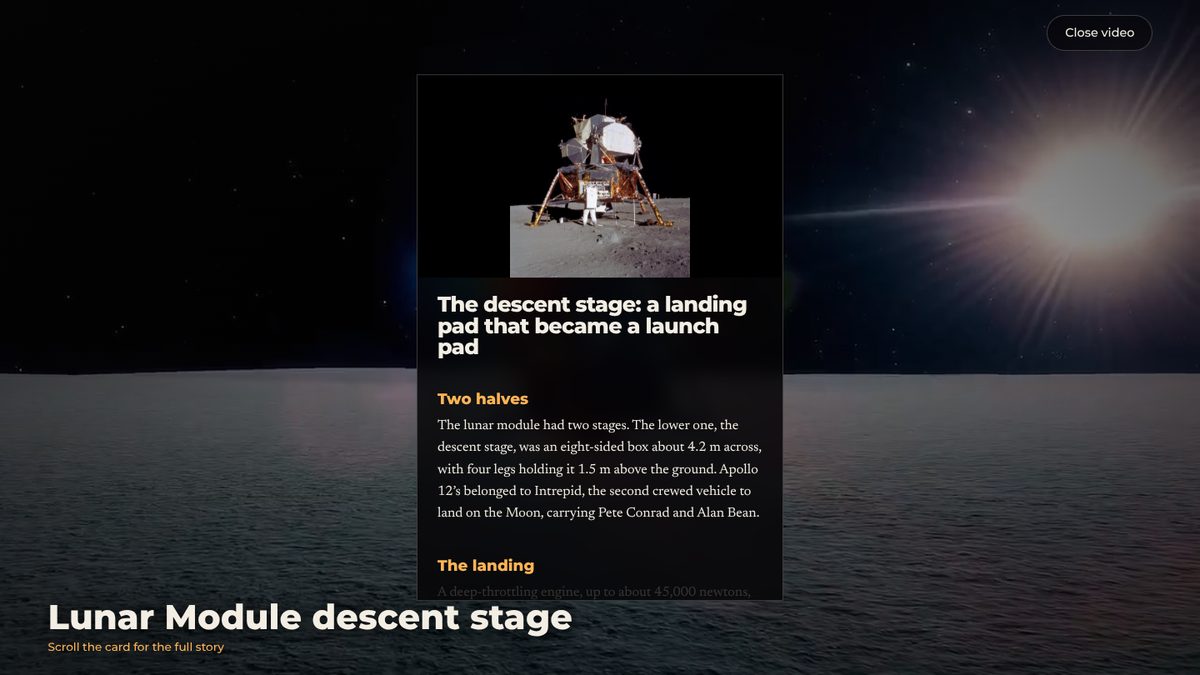 Close video
The descent stage: a landing
pad that became a launch
pad
Two halves
The lunar module had two stages. The lower one, the
descent stage, was an eight-sided box about 4.2 m across,
with four legs holding it 1.5 m above the ground. Apollo
12’s belonged to Intrepid, the second crewed vehicle to
land on the Moon, carrying Pete Conrad and Alan Bean.
The landing
A deep-throttling engine, up to about 45,000 newtons,
Lunar Module descent stage
Scroll the card for the full story